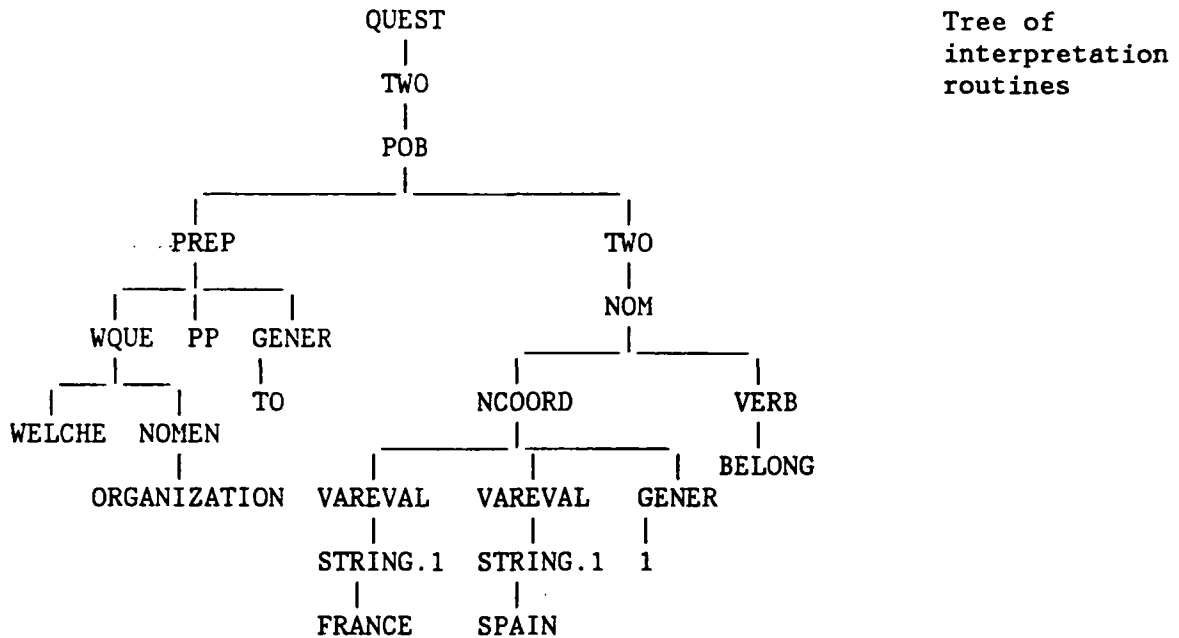 QUEST
Tree of
interpretation
routines
TWO
POB
PREP TWO
NOM
WQUE PP GENER
TO NCOORD VERB
WELCHE NOMEN
BELONG
ORGANIZATION VAREVAL VAREVAL GENER
STRING.1 STRING.1 1
FRANCE SPAIN